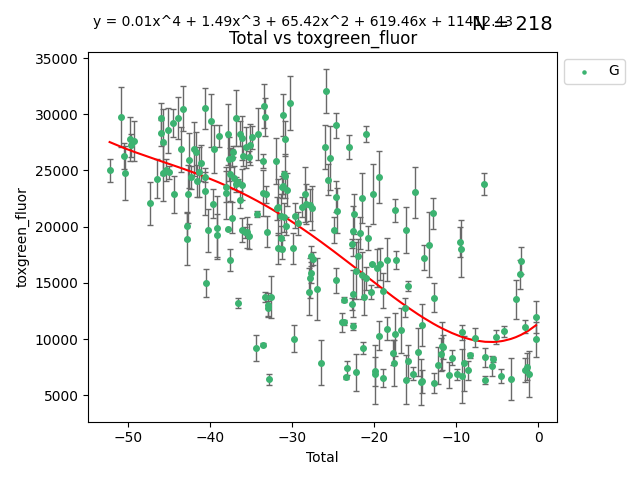 y = 0.01x^4 + 1.49x^3 + 65.42x^2 + 619.46x +
N = 218
Total vs toxgreen_fluor
G
35000
30000
25000
20000
15000
10000
5000
toxgreen_fluor
−50
−40
−30
−20
−10
0
Total